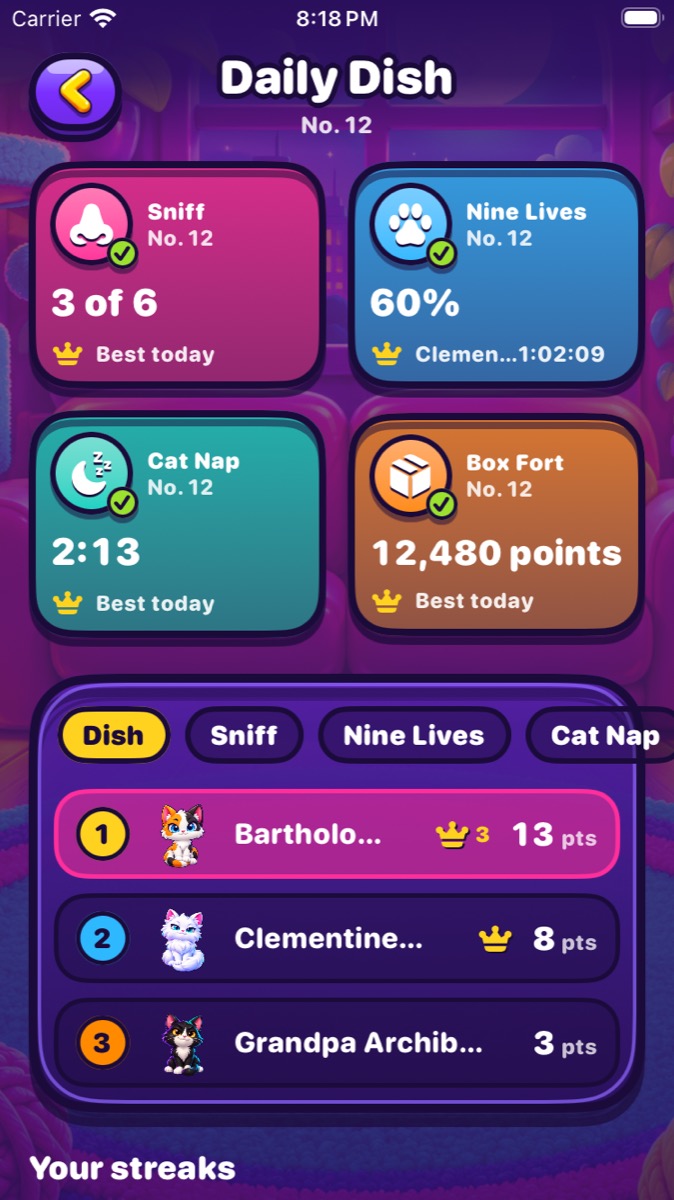 Carrier 8:18 PM
Daily Dish
No. 12
Sniff
No. 12
3 of 6
Best today
Nine Lives
No. 12
60%
Clemen...1:02:09
Cat Nap
No. 12
2:13
Best today
Box Fort
No. 12
12,480 points
Best today
Dish Sniff Nine Lives Cat Nap
1 Bartholo... 3 13 pts
2 Clementine... 8 pts
3 Grandpa Archib... 3 pts
Your streaks